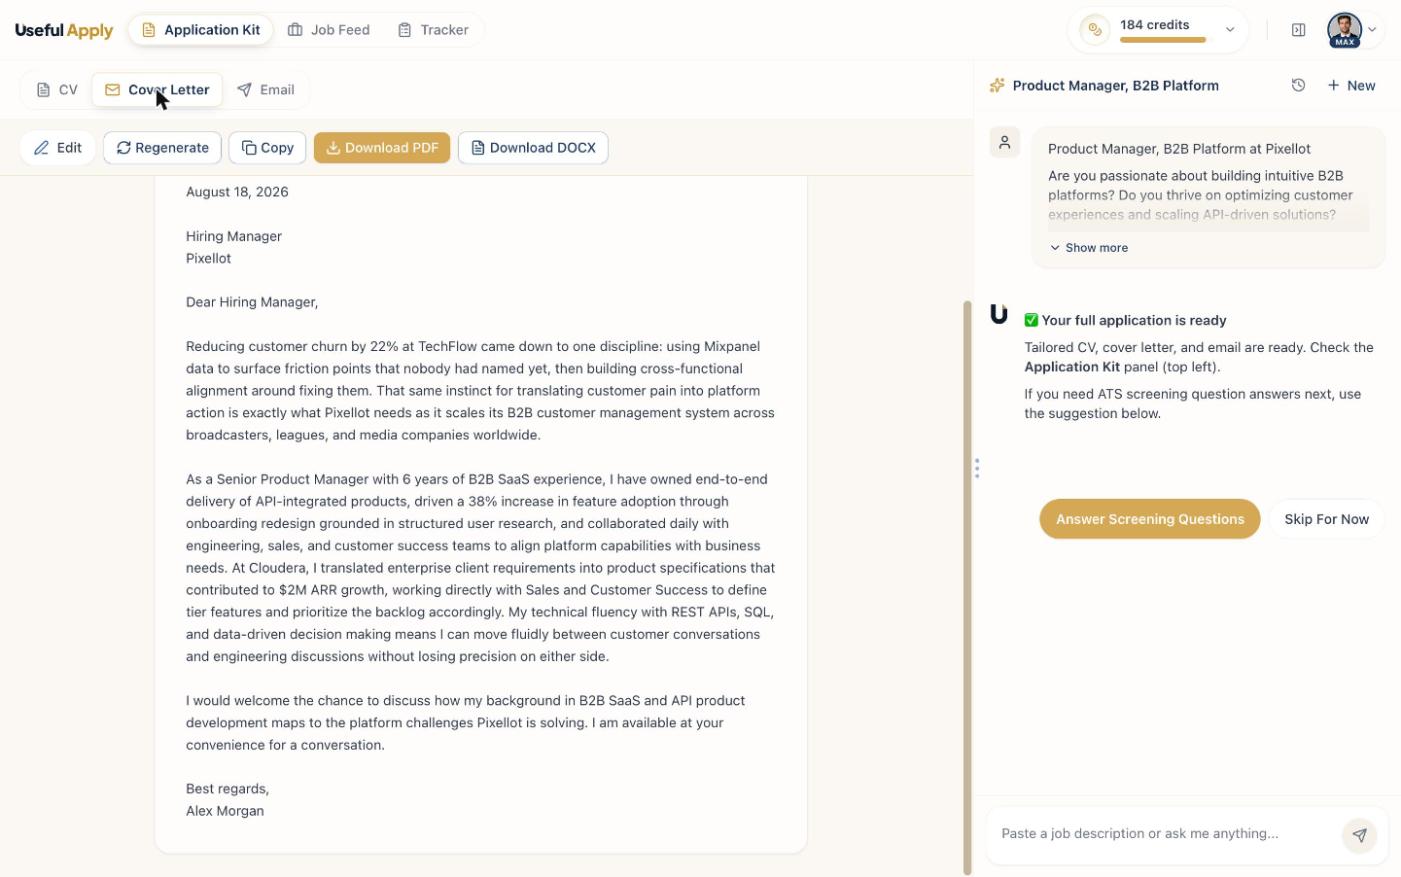 Useful Apply
Application Kit
Job Feed
Tracker
184 credits
MAX
CV
Cover Letter
Email
Edit
Regenerate
Copy
Download PDF
Download DOCX
August 18, 2026
Hiring Manager
Pixellot
Dear Hiring Manager,
Reducing customer churn by 22% at TechFlow came down to one discipline: using Mixpanel
data to surface friction points that nobody had named yet, then building cross-functional
alignment around fixing them. That same instinct for translating customer pain into platform
action is exactly what Pixellot needs as it scales its B2B customer management system across
broadcasters, leagues, and media companies worldwide.
As a Senior Product Manager with 6 years of B2B SaaS experience, I have owned end-to-end
delivery of API-integrated products, driven a 38% increase in feature adoption through
onboarding redesign grounded in structured user research, and collaborated daily with
engineering, sales, and customer success teams to align platform capabilities with business
needs. At Cloudera, I translated enterprise client requirements into product specifications that
contributed to $2M ARR growth, working directly with Sales and Customer Success to define
tier features and prioritize the backlog accordingly. My technical fluency with REST APIs, SQL,
and data-driven decision making means I can move fluidly between customer conversations
and engineering discussions without losing precision on either side.
I would welcome the chance to discuss how my background in B2B SaaS and API product
development maps to the platform challenges Pixellot is solving. I am available at your
convenience for a conversation.
Best regards,
Alex Morgan
Product Manager, B2B Platform
New
Product Manager, B2B Platform at Pixellot
Are you passionate about building intuitive B2B
platforms? Do you thrive on optimizing customer
experiences and scaling API-driven solutions?
Show more
✅ Your full application is ready
Tailored CV, cover letter, and email are ready. Check the
Application Kit panel (top left).
If you need ATS screening question answers next, use
the suggestion below.
Answer Screening Questions
Skip For Now
Paste a job description or ask me anything...